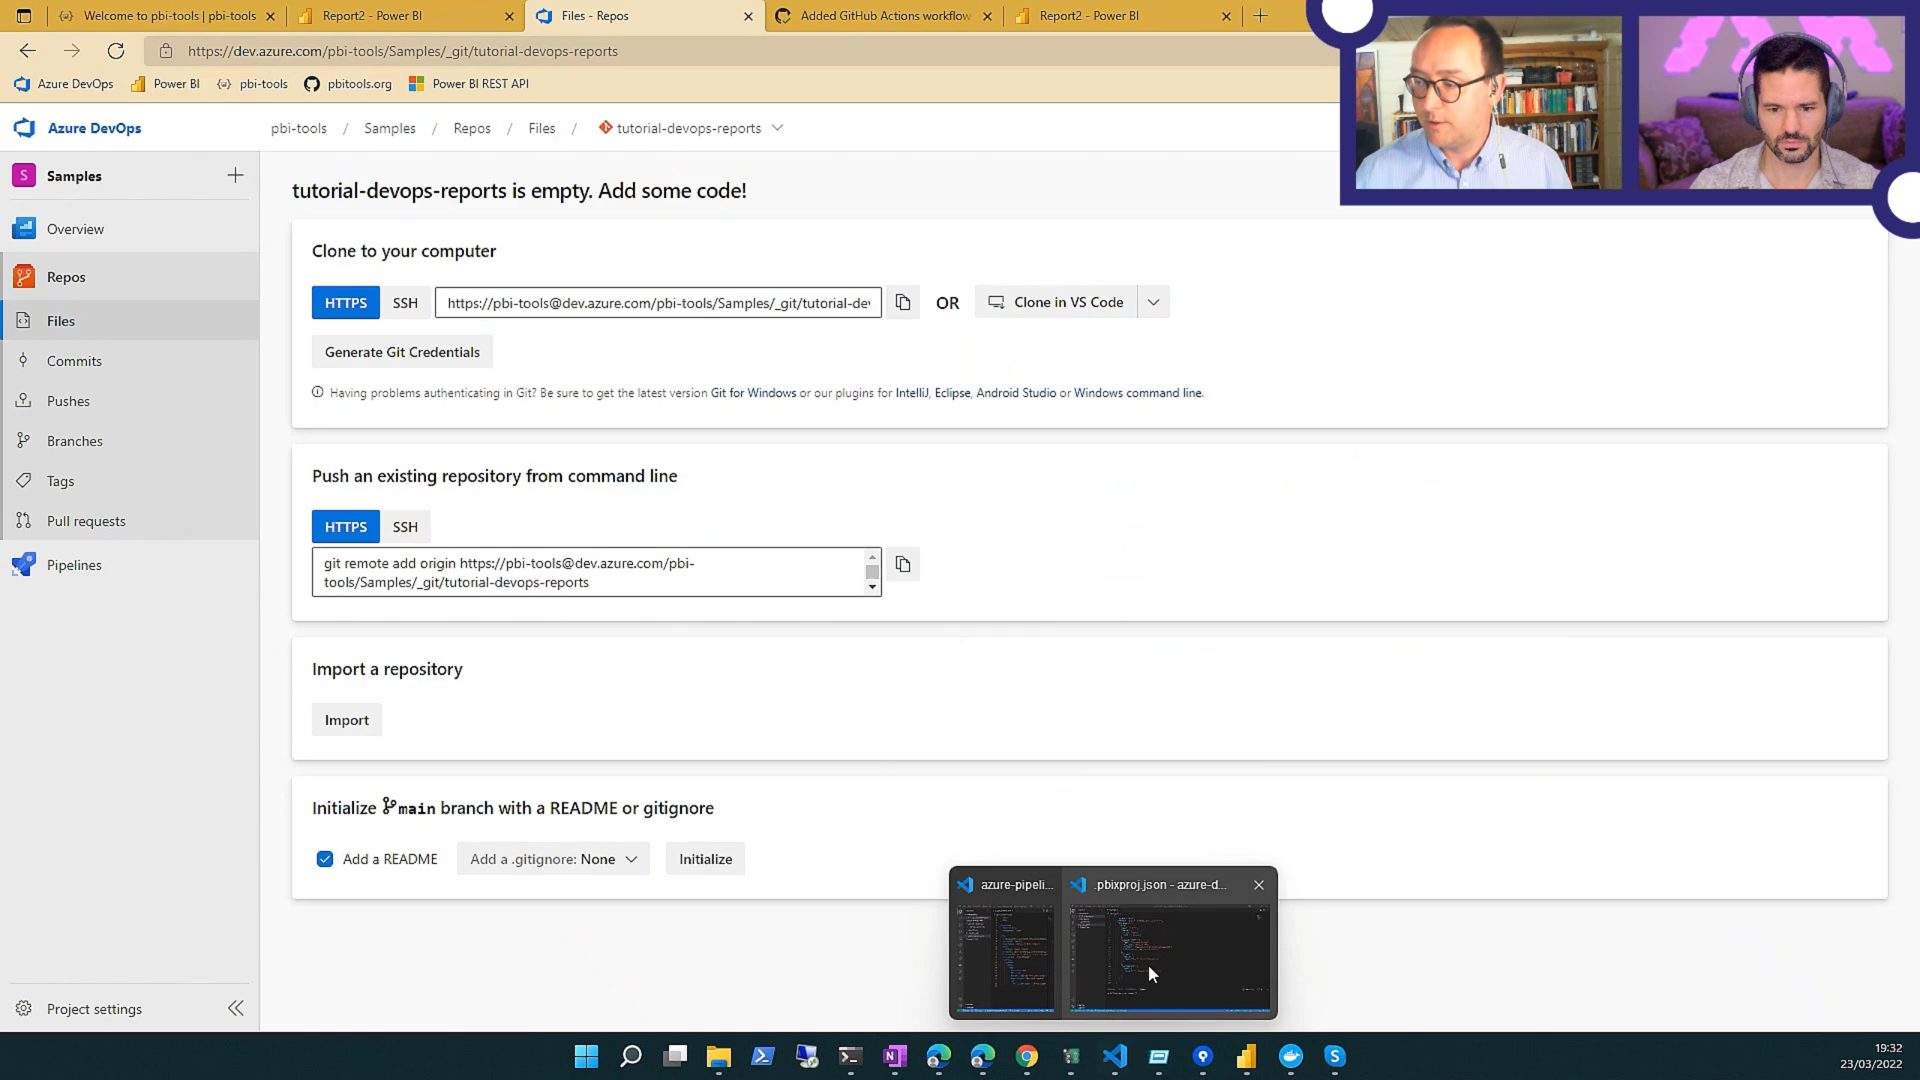 Welcome to pbi-tools | pbi-tools
Report2 - Power BI
Files - Repos
Added GitHub Actions workflow
Report2 - Power BI
https://dev.azure.com/pbi-tools/Samples/_git/tutorial-devops-reports
Azure DevOps
Power BI
pbi-tools
pbitools.org
Power BI REST API
Azure DevOps
pbi-tools / Samples / Repos / Files / tutorial-devops-reports
S Samples
Overview
Repos
Files
Commits
Pushes
Branches
Tags
Pull requests
Pipelines
Project settings
tutorial-devops-reports is empty. Add some code!
Clone to your computer
HTTPS SSH https://pbi-tools@dev.azure.com/pbi-tools/Samples/_git/tutorial-de OR Clone in VS Code
Generate Git Credentials
Having problems authenticating in Git? Be sure to get the latest version Git for Windows or our plugins for IntelliJ, Eclipse, Android Studio or Windows command line.
Push an existing repository from command line
HTTPS SSH
git remote add origin https://pbi-tools@dev.azure.com/pbi-
tools/Samples/_git/tutorial-devops-reports
Import a repository
Import
Initialize main branch with a README or gitignore
Add a README Add a .gitignore: None Initialize
azure-pipeli...
.pbixproj.json - azure-d...
19:32
23/03/2022